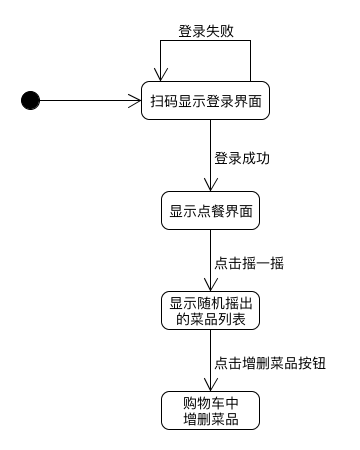 登录失败
扫码显示登录界面
登录成功
显示点餐界面
点击摇一摇
显示随机摇出
的菜品列表
点击增删菜品按钮
购物车中
增删菜品